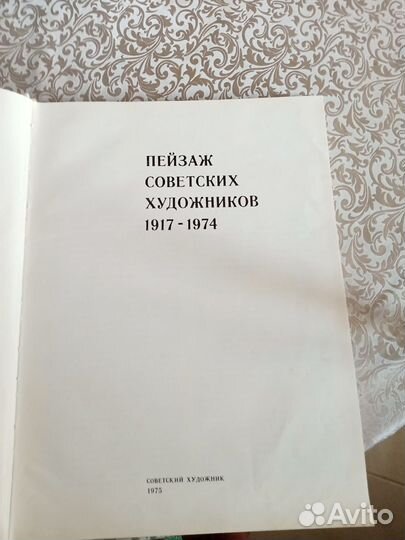 ПЕЙЗАЖ
СОВЕТСКИХ
ХУДОЖНИКОВ
1917 - 1974
СОВЕТСКИЙ ХУДОЖНИК
1975
Avito